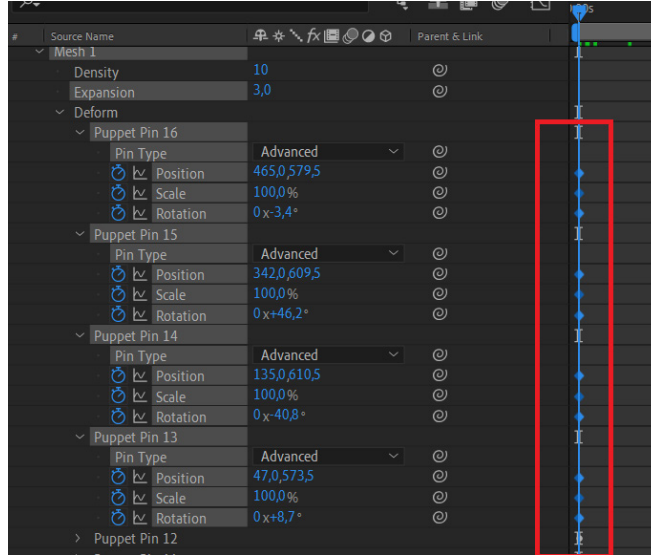 # Source Name fx Parent & Link
Mesh 1
Density 10
Expansion 3,0
Deform
Puppet Pin 16
Pin Type Advanced
Position 465,0,579,5
Scale 100,0%
Rotation 0x-3,4°
Puppet Pin 15
Pin Type Advanced
Position 342,0,609,5
Scale 100,0%
Rotation 0x+46,2°
Puppet Pin 14
Pin Type Advanced
Position 135,0,610,5
Scale 100,0%
Rotation 0x-40,8°
Puppet Pin 13
Pin Type Advanced
Position 47,0,573,5
Scale 100,0%
Rotation 0x+8,7°
Puppet Pin 12